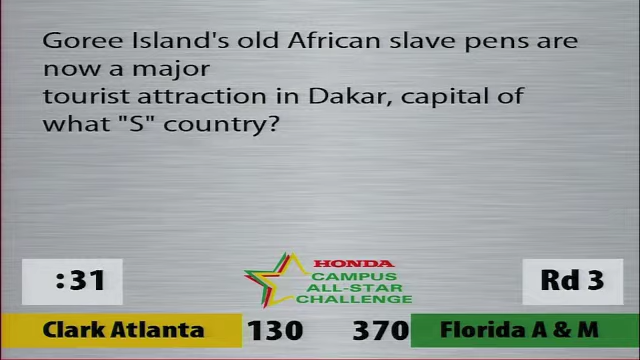 Goree Island's old African slave pens are
now a major
tourist attraction in Dakar, capital of
what "S" country?
:31
HONDA
CAMPUS
ALL-STAR
CHALLENGE
Rd 3
Clark Atlanta 130 370 Florida A & M